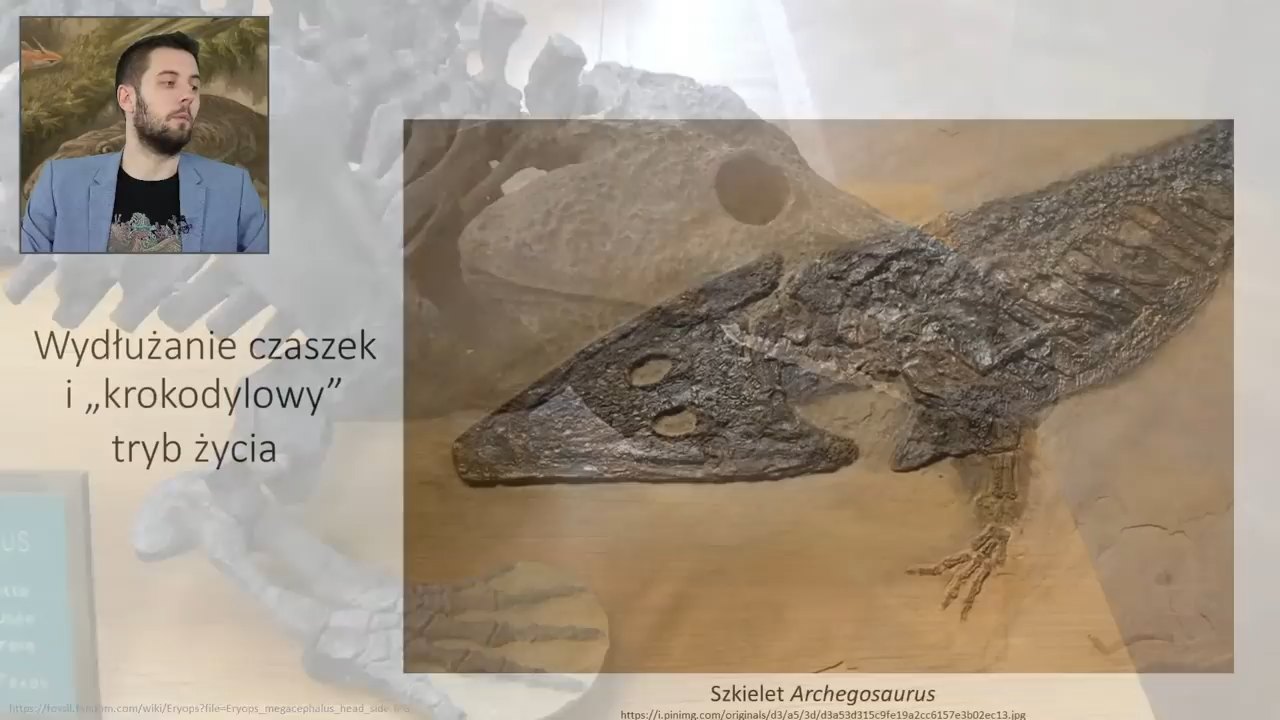 Wydłużanie czaszek
i „krokodylowy”
tryb życia
US
Szkielet Archegosaurus
https://fossil.fandom.com/wiki/Eryops?file=Eryops_megacephalus_head_side
https://i.pinimg.com/originals/d3/a5/3d/d3a53d315c9fe19a2cc6157e3b02ec13.jpg